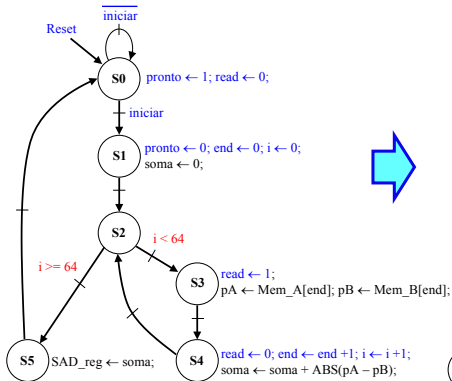 iniciar
Reset
S0
pronto ← 1; read ← 0;
iniciar
S1
pronto ← 0; end ← 0; i ← 0;
soma ← 0;
S2
i < 64
i >= 64
S3
read ← 1;
pA ← Mem_A[end]; pB ← Mem_B[end];
S5
SAD_reg ← soma;
S4
read ← 0; end ← end +1; i ← i +1;
soma ← soma + ABS(pA – pB);